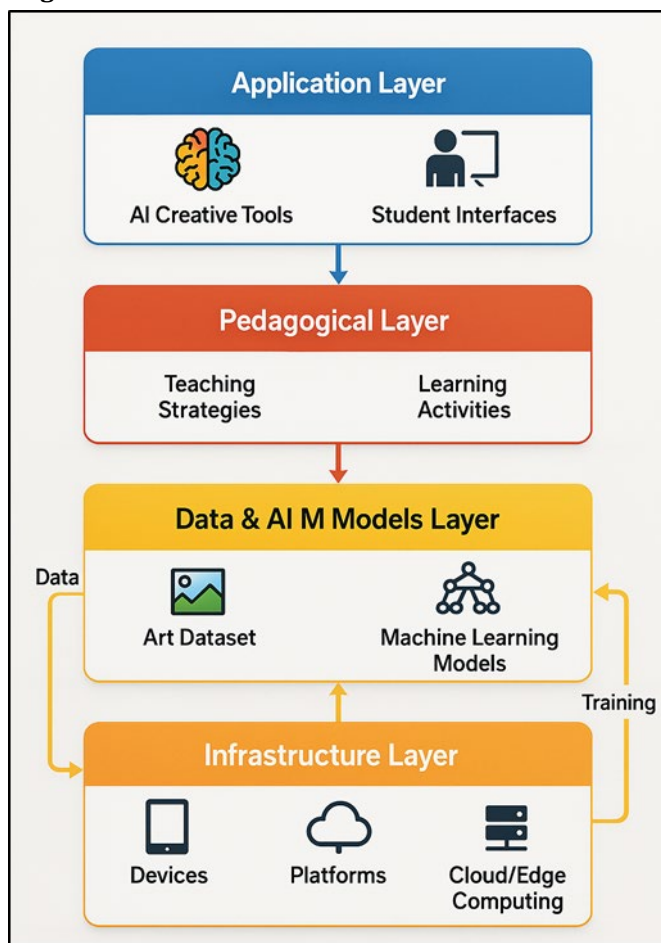 Application Layer
AI Creative Tools
Student Interfaces
Pedagogical Layer
Teaching
Strategies
Learning
Activities
Data & AI M Models Layer
Data
Art Dataset
Machine Learning
Models
Training
Infrastructure Layer
Devices
Platforms
Cloud/Edge
Computing